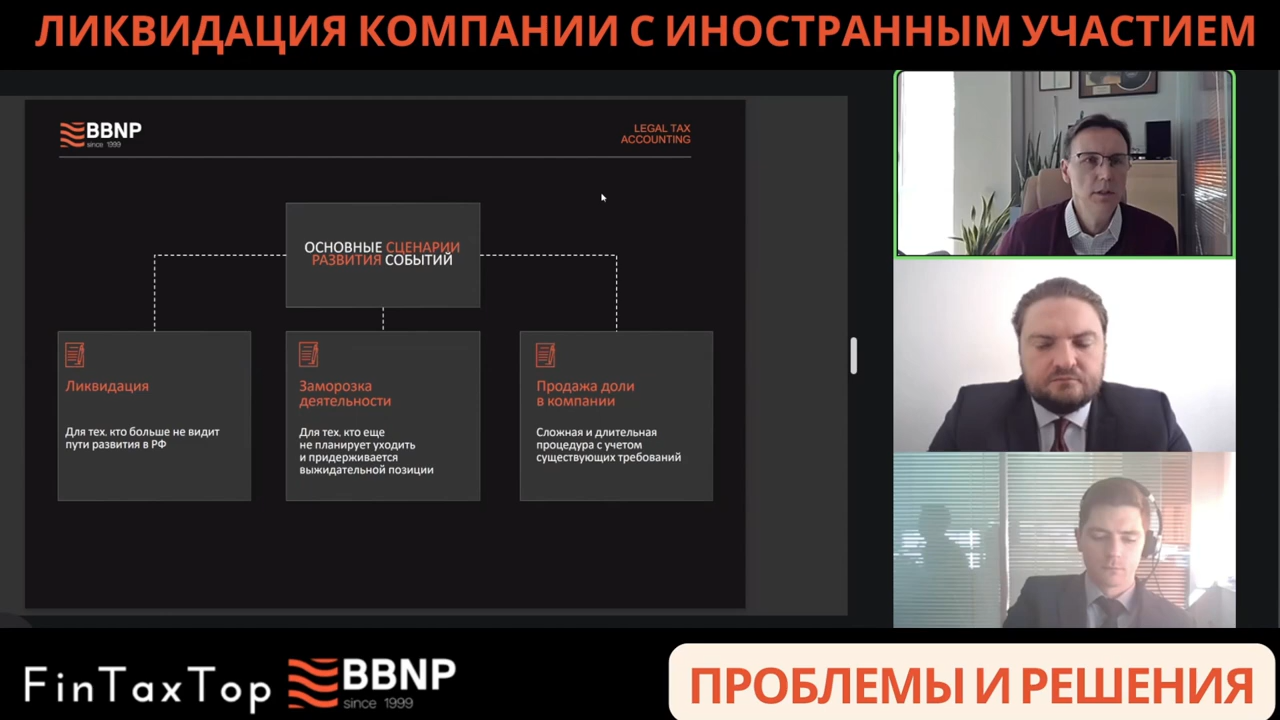 ЛИКВИДАЦИЯ КОМПАНИИ С ИНОСТРАННЫМ УЧАСТИЕМ
BBNP
since 1999
LEGAL TAX
ACCOUNTING
ОСНОВНЫЕ СЦЕНАРИИ
РАЗВИТИЯ СОБЫТИЙ
Ликвидация
Для тех, кто больше не видит
пути развития в РФ
Заморозка
деятельности
Для тех, кто еще
не планирует уходить
и придерживается
выжидательной позиции
Продажа доли
в компании
Сложная и длительная
процедура с учетом
существующих требований
FinTaxTop
BBNP
since 1999
ПРОБЛЕМЫ И РЕШЕНИЯ